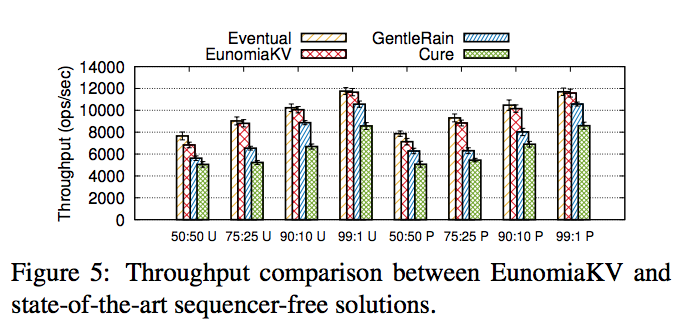 Eventual
EunomiaKV
GentleRain
Cure
Throughput (ops/sec)
14000
12000
10000
8000
6000
4000
2000
0
50:50 U 75:25 U 90:10 U 99:1 U 50:50 P 75:25 P 90:10 P 99:1 P
Figure 5: Throughput comparison between EunomiaKV and
state-of-the-art sequencer-free solutions.